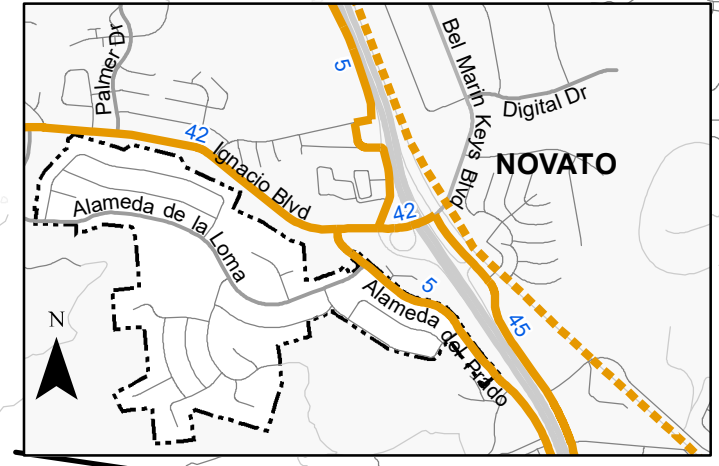 Palmer Dr
5
Bel Marin Keys Blvd
Digital Dr
42
Ignacio Blvd
NOVATO
Alameda de la Loma
42
N
5
Alameda del Prado
45